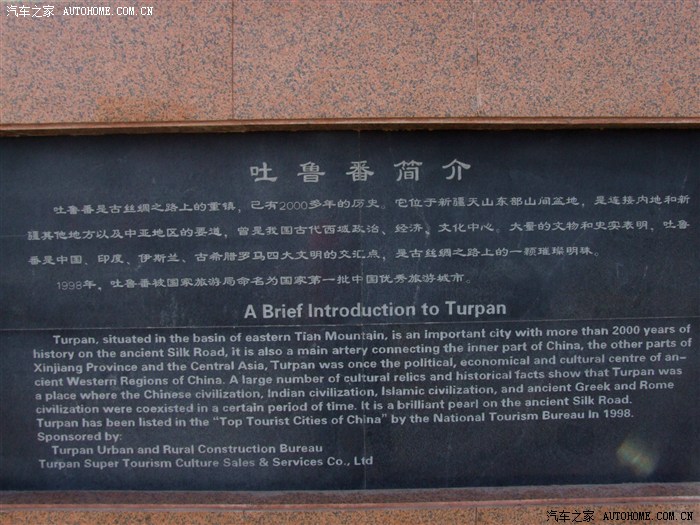 汽车之家 AUTOHOME.COM.CN
吐鲁番简介
吐鲁番是古丝绸之路上的重镇，已有2000多年的历史。它位于新疆天山东部山间盆地，是连接内地和新
疆其他地方以及中亚地区的要道，曾是我国古代西域政治、经济、文化中心。大量的文物和史实表明，吐鲁
番是中国、印度、伊斯兰、古希腊罗马四大文明的交汇点，是古丝绸之路上的一颗璀璨明珠。
1998年，吐鲁番被国家旅游局命名为国家第一批中国优秀旅游城市。
A Brief Introduction to Turpan
Turpan, situated in the basin of eastern Tian Mountain, is an important city with more than 2000 years of
history on the ancient Silk Road, it is also a main artery connecting the inner part of China, the other parts of
Xinjiang Province and the Central Asia, Turpan was once the political, economical and cultural centre of an-
cient Western Regions of China. A large number of cultural relics and historical facts show that Turpan was
a place where the Chinese civilization, Indian civilization, Islamic civilization, and ancient Greek and Rome
civilization were coexisted in a certain period of time. It is a brilliant pearl on the ancient Silk Road.
Turpan has been listed in the "Top Tourist Cities of China" by the National Tourism Bureau In 1998.
Sponsored by:
Turpan Urban and Rural Construction Bureau
Turpan Super Tourism Culture Sales & Services Co., Ltd
汽车之家 AUTOHOME.COM.CN